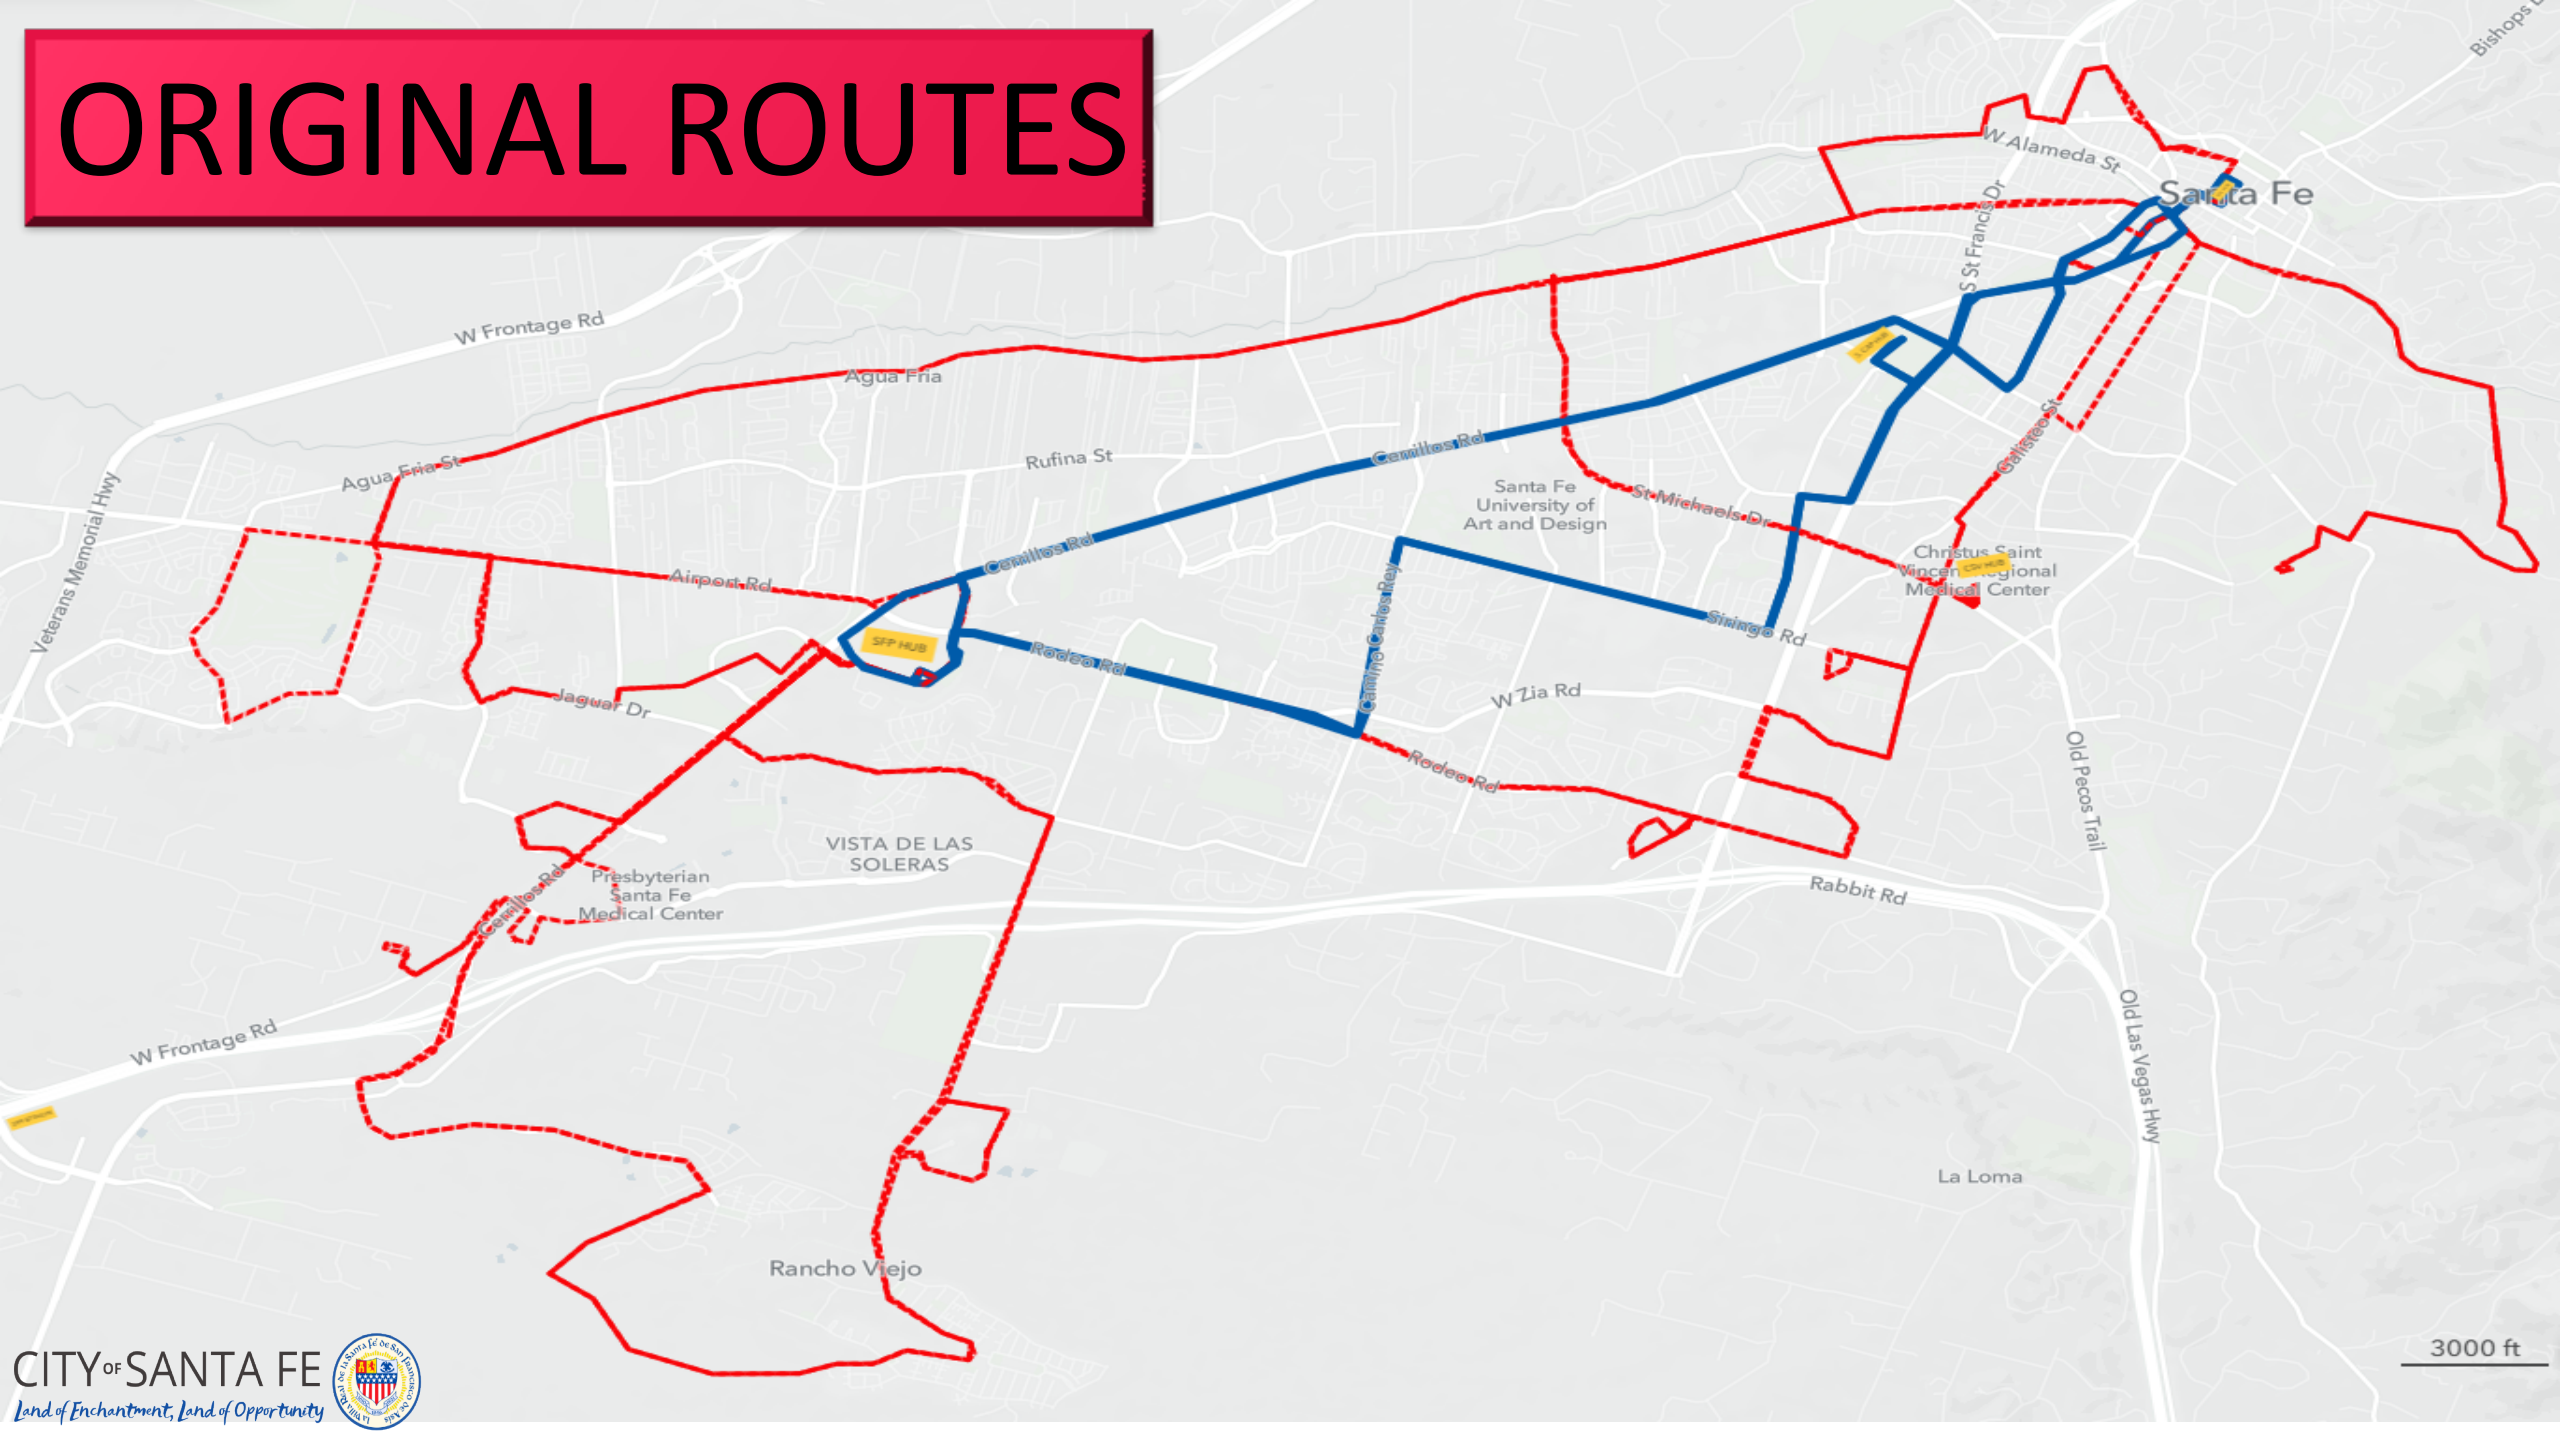 ORIGINAL ROUTES
Bishops
W Alameda St
Santa Fe
S St Francis Dr
W Frontage Rd
Agua Fria
Agua Fria St
Rufina St
Cerrillos Rd
Santa Fe
University of
Art and Design
St Michaels Dr
Galisteo St
Veterans Memorial Hwy
Cerrillos Rd
Airport Rd
Christus Saint
Vincent Regional
Medical Center
CSV HUB
SFP HUB
Rodeo Rd
Camino Carlos Rey
Siringo Rd
Jaguar Dr
W Zia Rd
Rodeo Rd
Old Pecos Trail
VISTA DE LAS
SOLERAS
Presbyterian
Santa Fe
Medical Center
Cerrillos Rd
Rabbit Rd
W Frontage Rd
Old Las Vegas Hwy
La Loma
Rancho Viejo
3000 ft
CITY OF SANTA FE
Land of Enchantment, Land of Opportunity